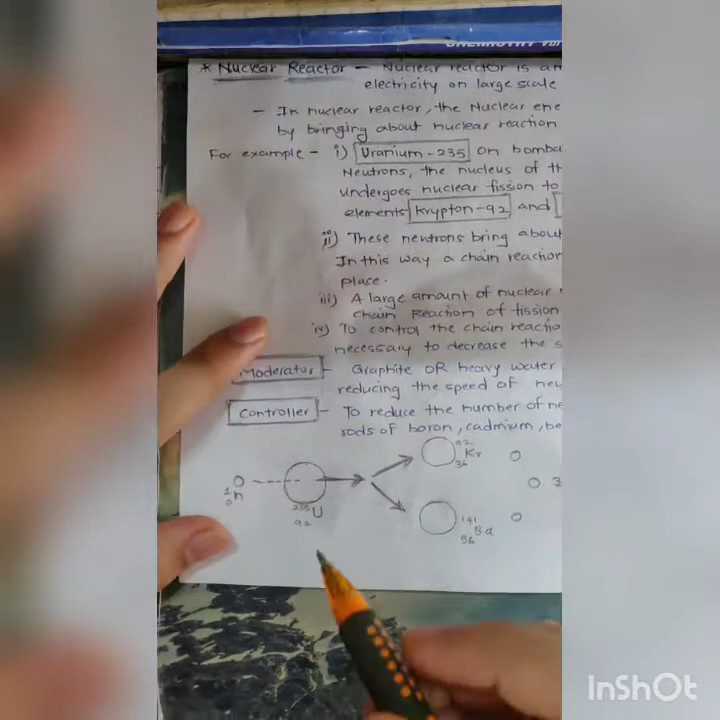 CHEMISTRY
* Nuclear Reactor - Nuclear reactor is an
electricity on large scale
- In nuclear reactor, the Nuclear ene
by bringing about nuclear reaction
For example - i) Uranium-235 on bomba
Neutrons, the nucleus of th
undergoes nuclear fission to
elements Krypton-92 and
ii) These neutrons bring about
In this way a chain reaction
place.
iii) A large amount of nuclear
chain Reaction of fission
iv) To control the chain reactio
necessary to decrease the s
Moderator - Graphite OR heavy water
reducing the speed of neu
Controller - To reduce the number of ne
rods of boron, cadmium, be
92
36 Kr
1
0 n
235
92 U
3
141
56 Ba
InShOt